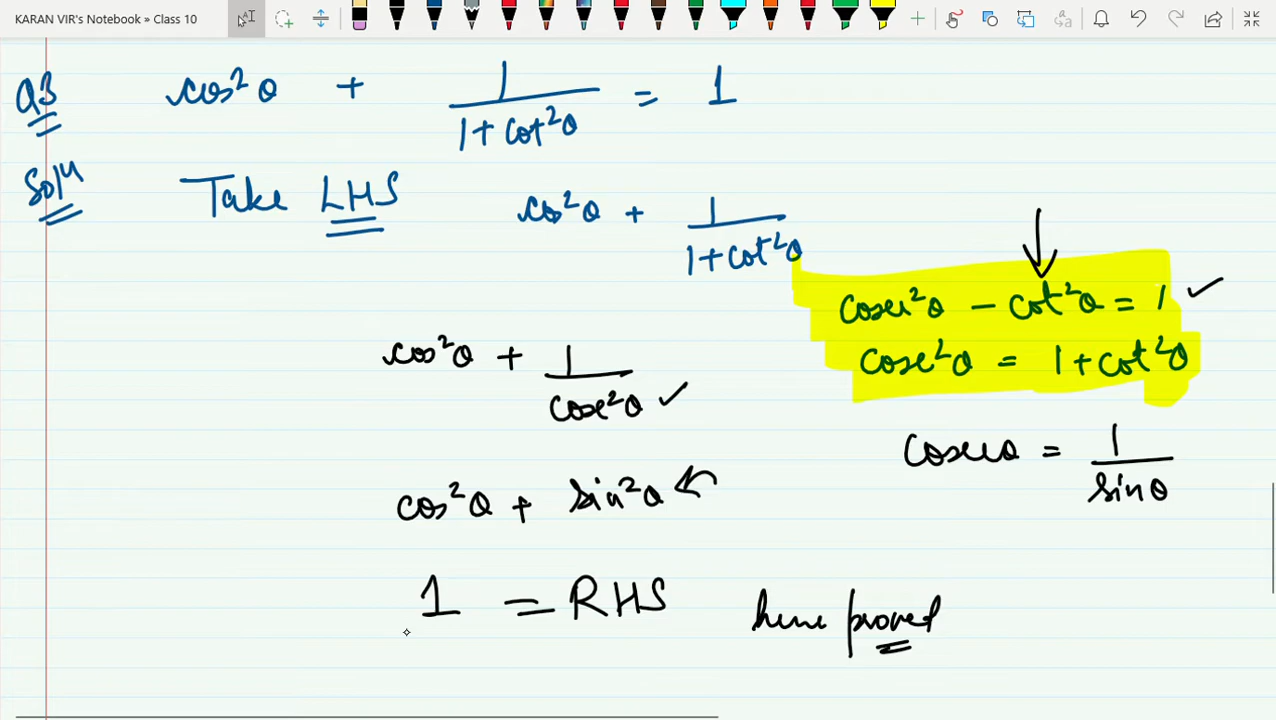 KARAN VIR's Notebook » Class 10
Q3 cos²θ + 1/(1+cot²θ) = 1
Solⁿ Take LHS cos²θ + 1/(1+cot²θ)
cosec²θ - cot²θ = 1 ✓
cos²θ + 1/cosec²θ ✓
cosec²θ = 1+cot²θ
cosecθ = 1/sinθ
cos²θ + sin²θ
1 = RHS hence proved